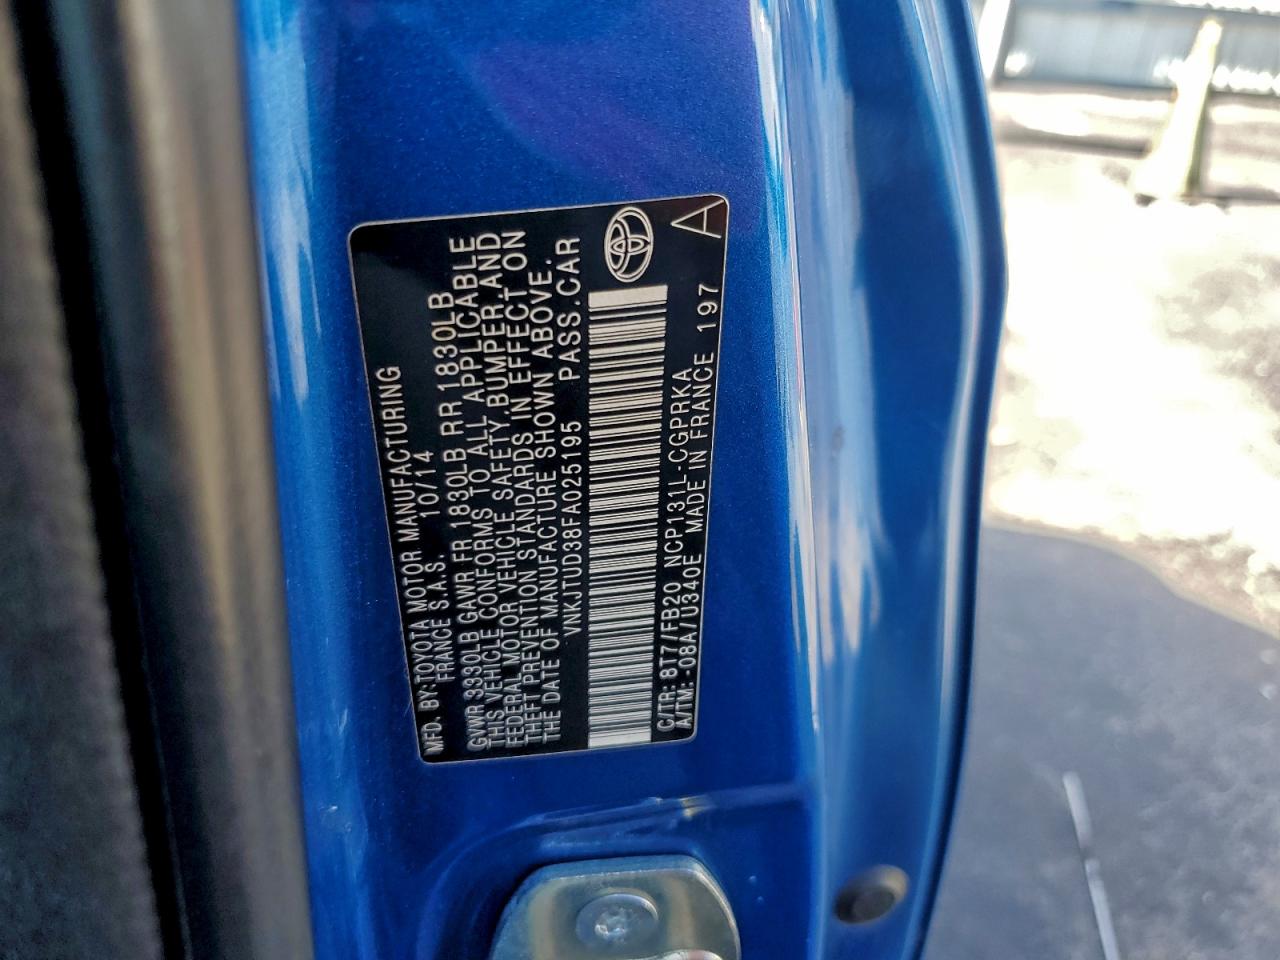 MFD. BY:TOYOTA MOTOR MANUFACTURING
FRANCE S.A.S. 10/14
GVWR 3330LB GAWR FR 1830LB RR 1830LB
THIS VEHICLE CONFORMS TO ALL APPLICABLE
FEDERAL MOTOR VEHICLE SAFETY,BUMPER,AND
THEFT PREVENTION STANDARDS IN EFFECT ON
THE DATE OF MANUFACTURE SHOWN ABOVE.
VNKJTUD38FA025195 PASS.CAR
C/TR: 8T7/FB20 NCP131L-CGPRKA
A/TM: -08A/U340E MADE IN FRANCE 197
A